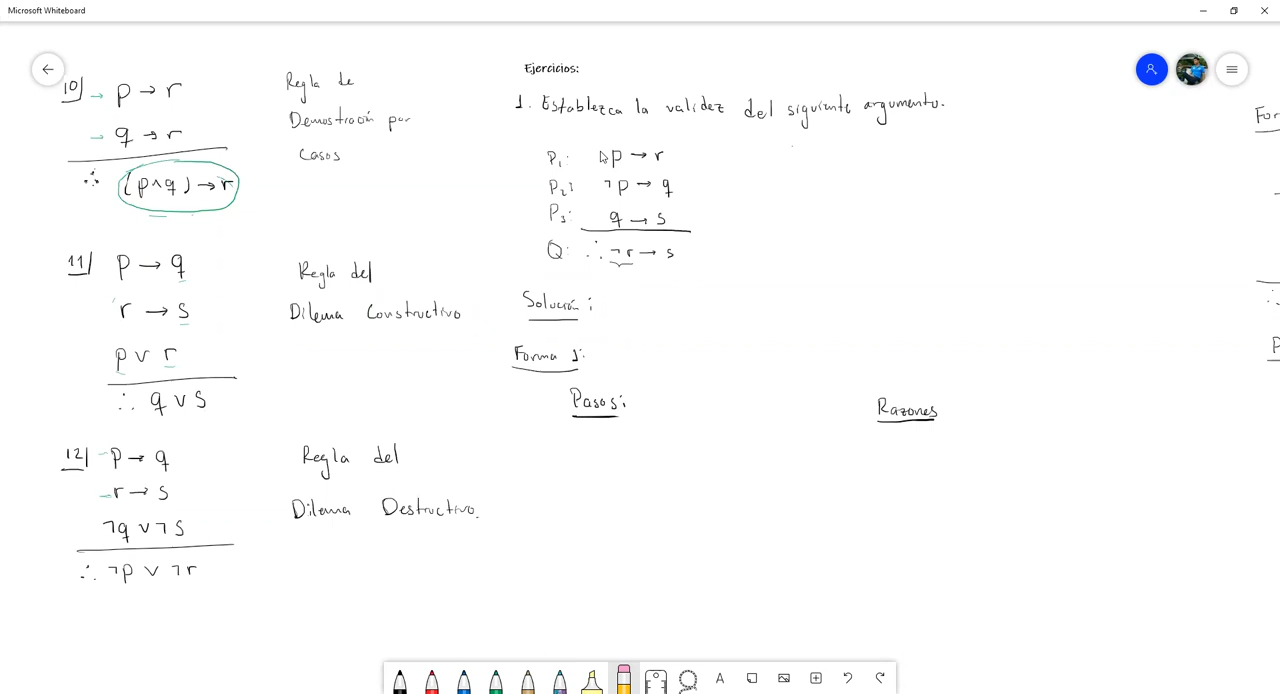 Microsoft Whiteboard
10) p → r
q → r
∴ (p ∧ q) → r
Regla de
Demostración por
Casos
11) p → q
r → s
p ∨ r
∴ q ∨ s
Regla del
Dilema Constructivo
12) p → q
r → s
¬q ∨ ¬s
∴ ¬p ∨ ¬r
Regla del
Dilema Destructivo.
Ejercicios:
1. Establezca la validez del siguiente argumento.
P1: p → r
P2: ¬p → q
P3: q → s
Q: ∴ ¬r → s
Solución:
Forma 1:
Pasos:
Razones
For
P
A